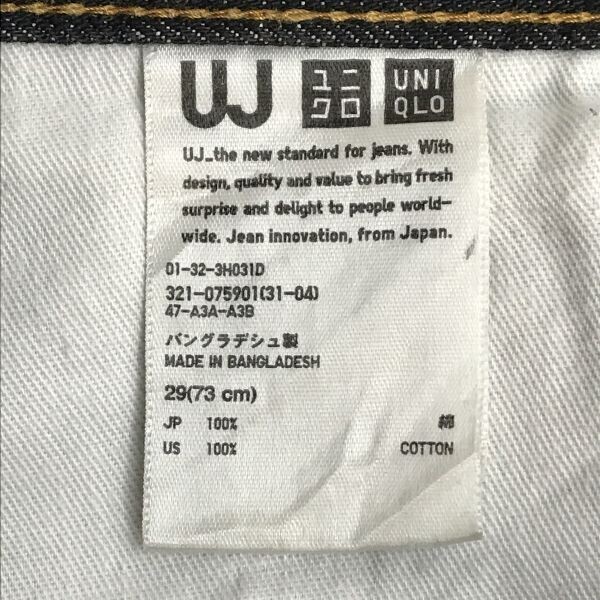 UJ ユニクロ UNIQLO
UJ_the new standard for jeans. With
design, quality and value to bring fresh
surprise and delight to people world-
wide. Jean innovation, from Japan.
01-32-3H031D
321-075901(31-04)
47-A3A-A3B
バングラデシュ製
MADE IN BANGLADESH
29(73 cm)
JP 100% 綿
US 100% COTTON